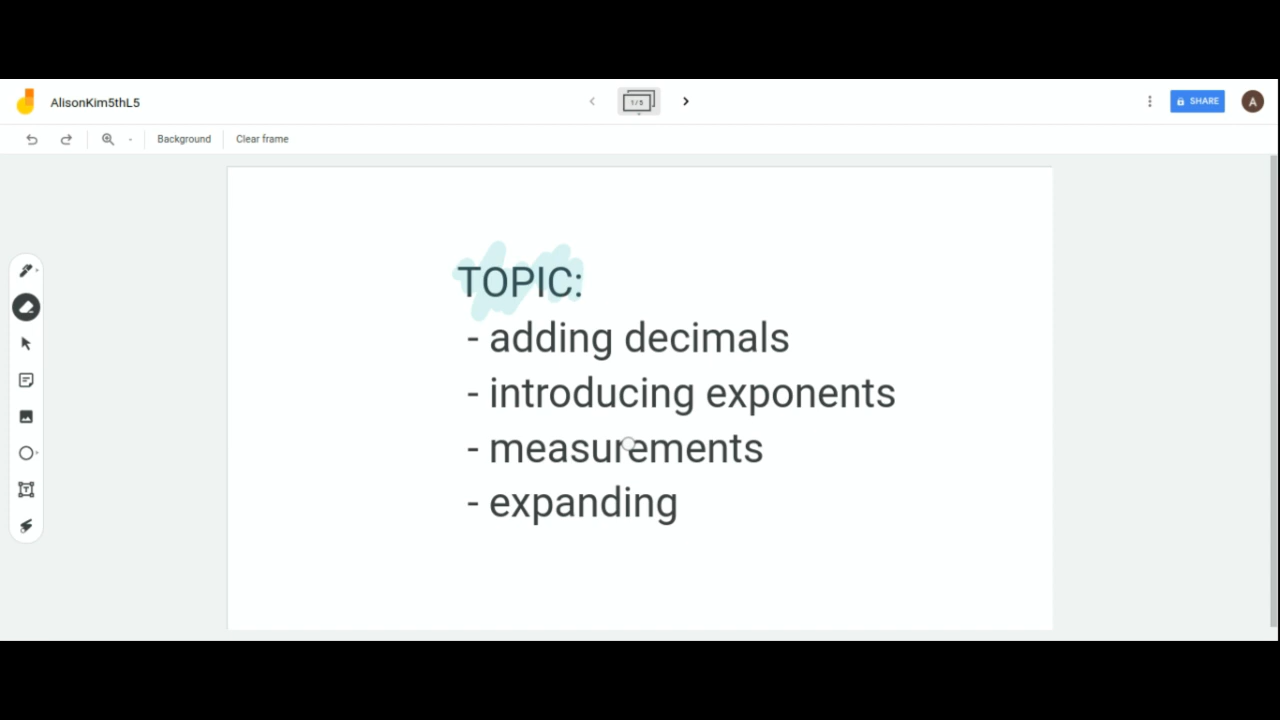 AlisonKim5thL5
1/5
SHARE
A
Background
Clear frame
TOPIC:
- adding decimals
- introducing exponents
- measurements
- expanding